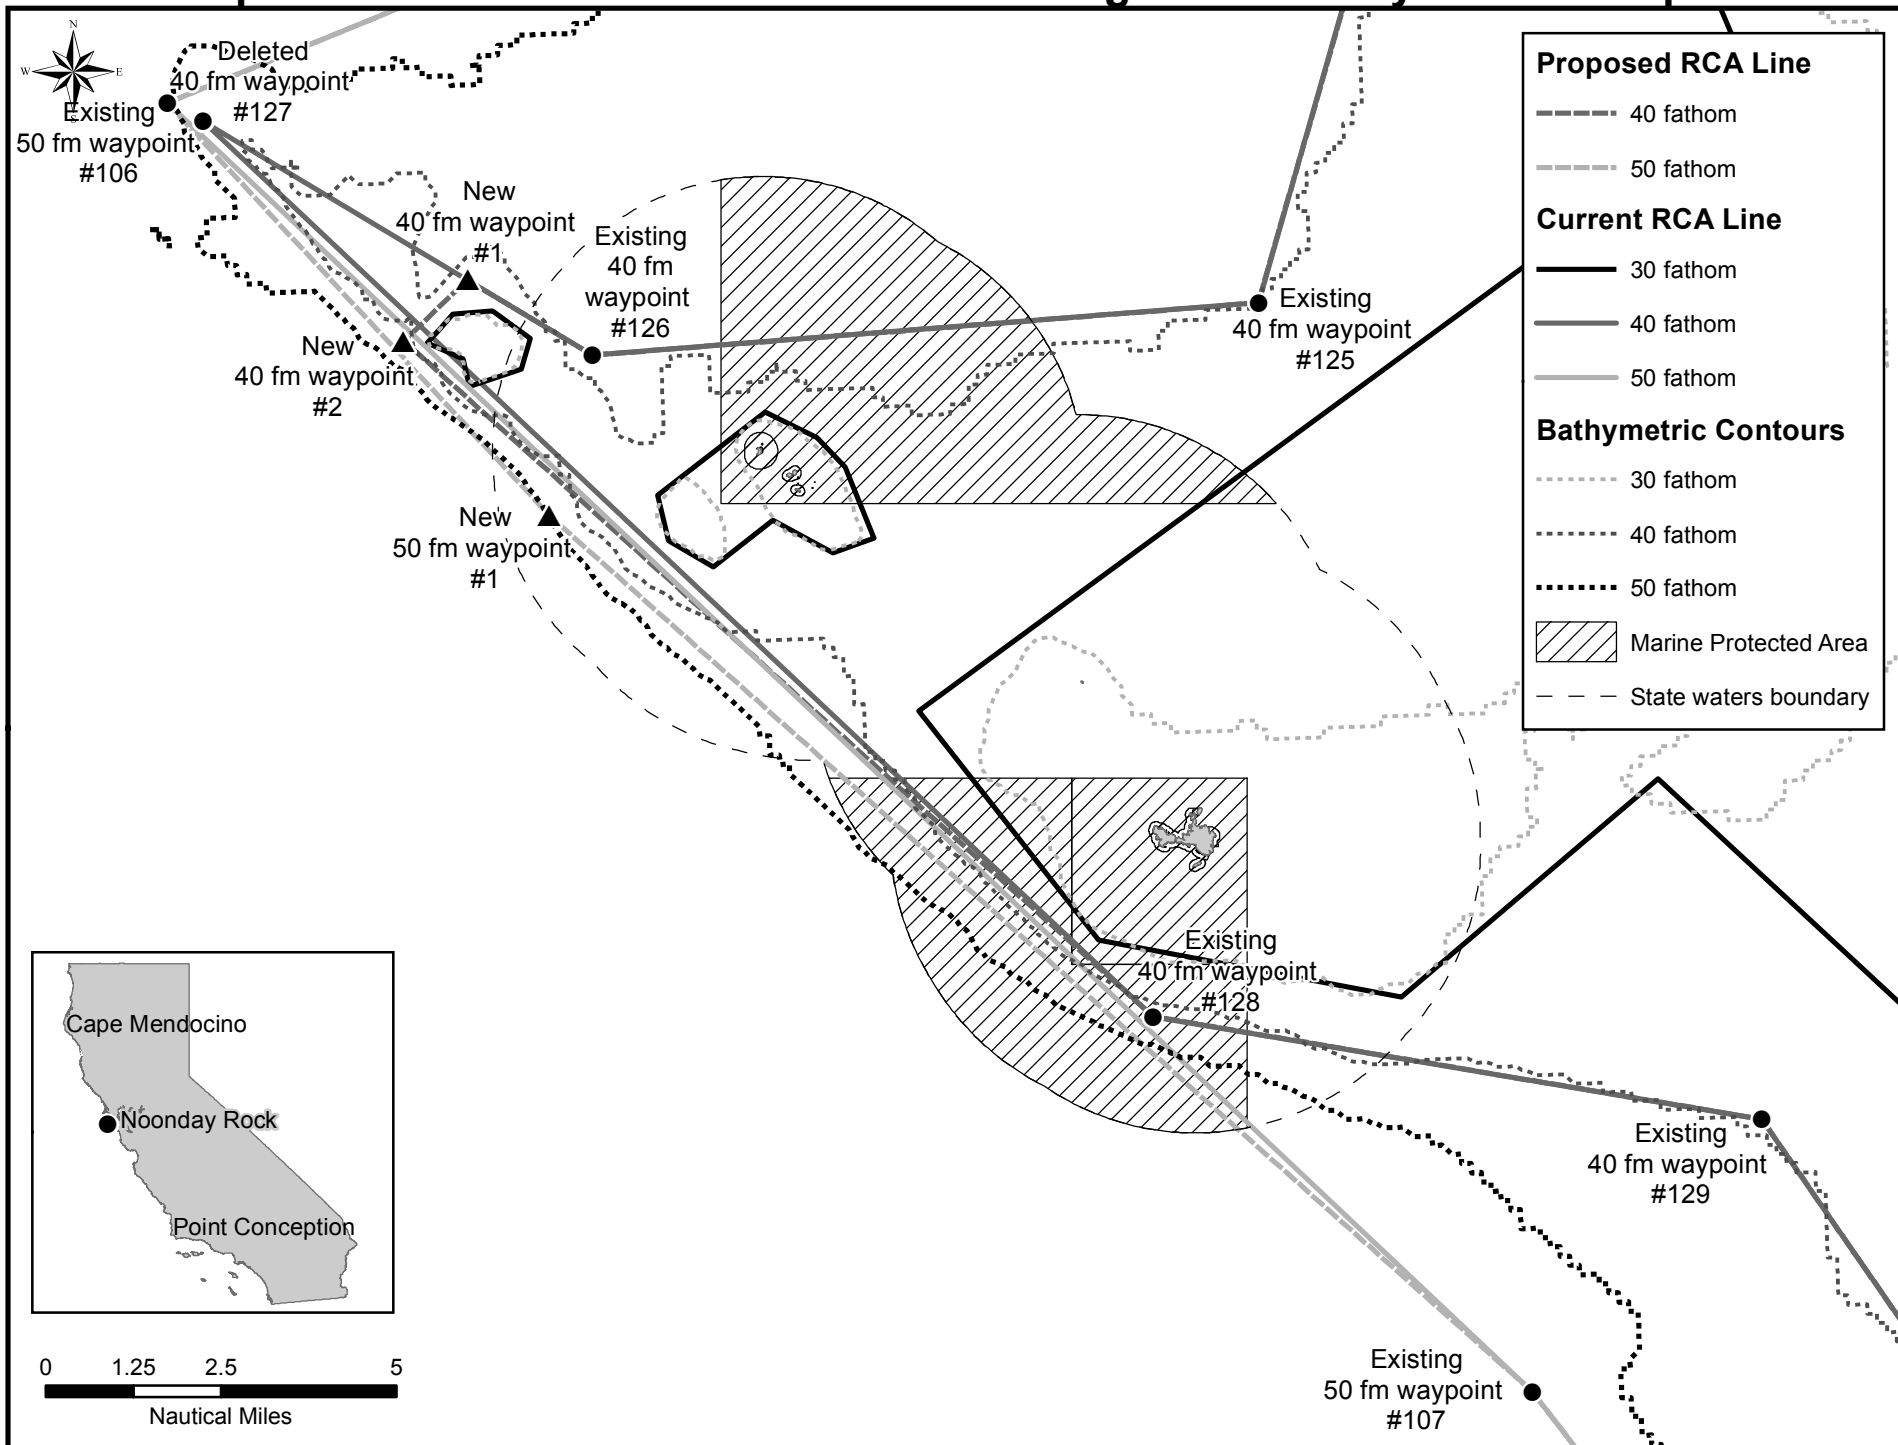 N
W
E
S
Deleted
40 fm waypoint
#127
Existing
50 fm waypoint
#106
New
40 fm waypoint
#1
Existing
40 fm
waypoint
#126
New
40 fm waypoint
#2
Existing
40 fm waypoint
#125
New
50 fm waypoint
#1
Existing
40 fm waypoint
#128
Existing
40 fm waypoint
#129
Existing
50 fm waypoint
#107
Proposed RCA Line
40 fathom
50 fathom
Current RCA Line
30 fathom
40 fathom
50 fathom
Bathymetric Contours
30 fathom
40 fathom
50 fathom
Marine Protected Area
State waters boundary
Cape Mendocino
Noonday Rock
Point Conception
0 1.25 2.5 5
Nautical Miles